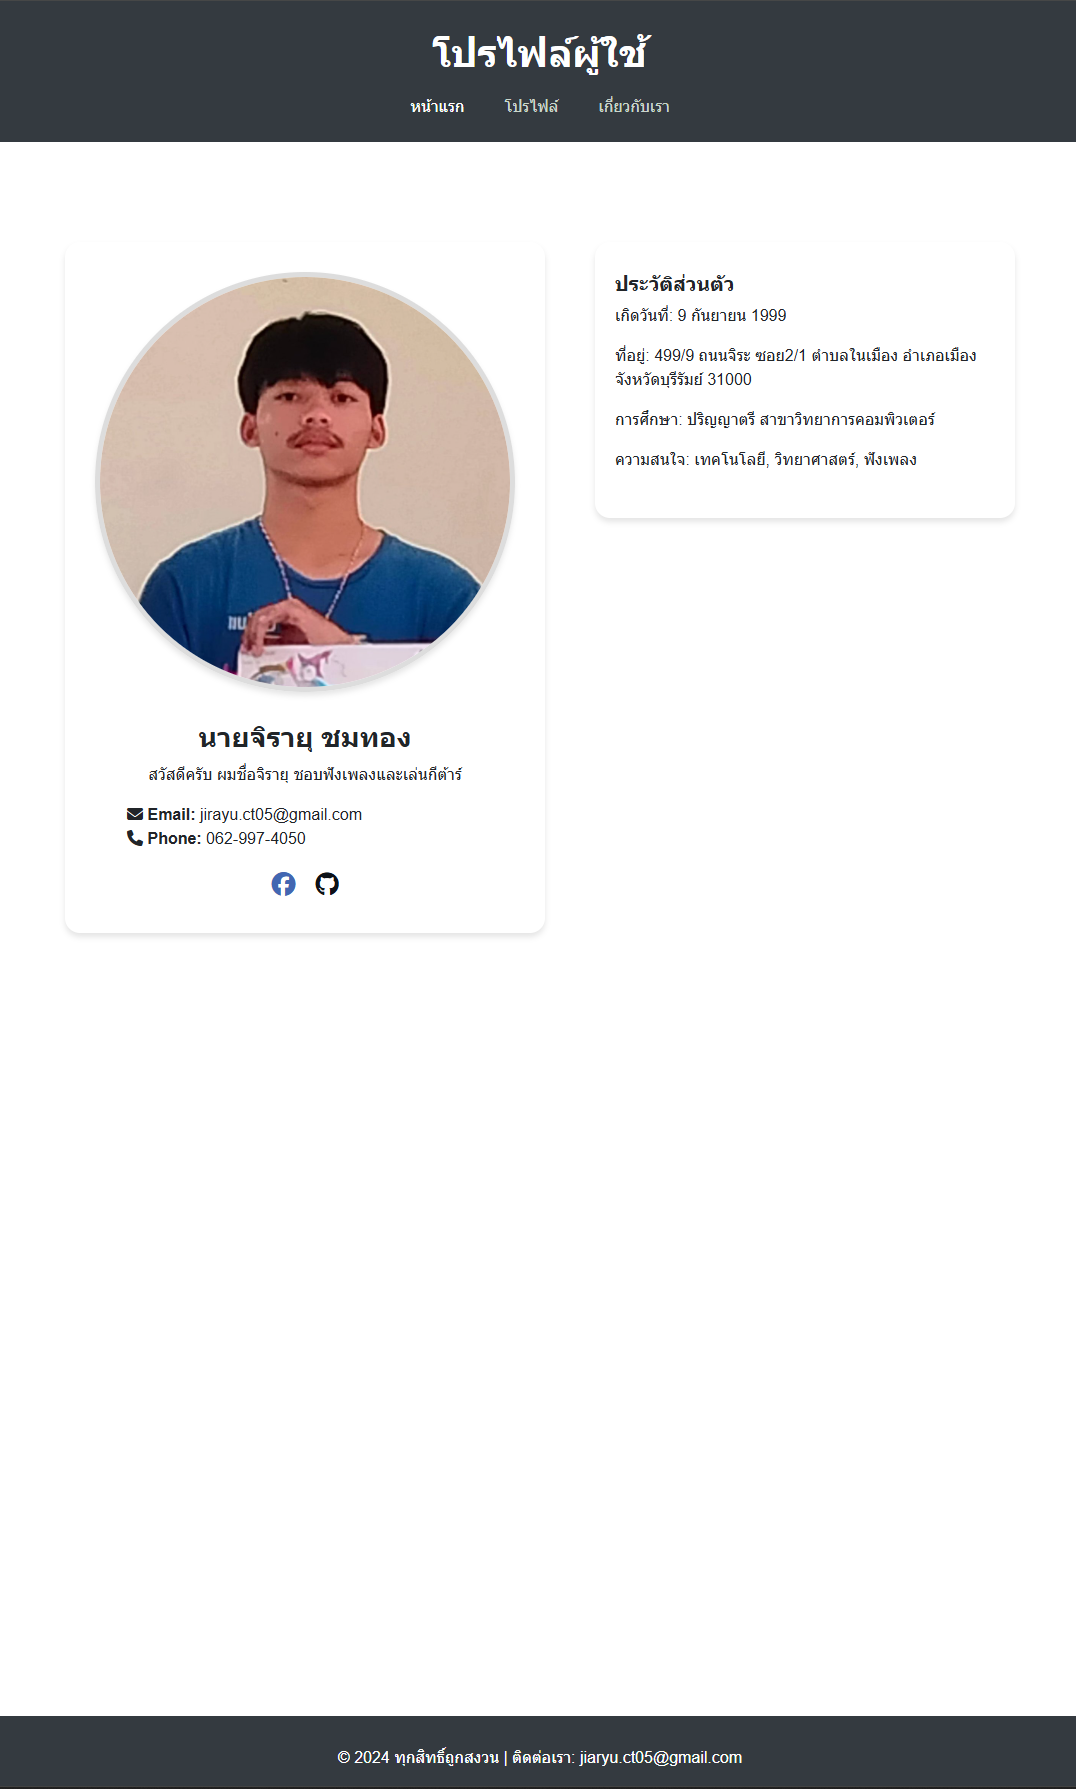 โปรไฟล์ผู้ใช้
หน้าแรก โปรไฟล์ เกี่ยวกับเรา
นายจิรายุ ชมทอง
สวัสดีครับ ผมชื่อจิรายุ ชอบฟังเพลงและเล่นกีต้าร์
Email: jirayu.ct05@gmail.com
Phone: 062-997-4050
ประวัติส่วนตัว
เกิดวันที่: 9 กันยายน 1999
ที่อยู่: 499/9 ถนนจิระ ซอย2/1 ตำบลในเมือง อำเภอเมือง
จังหวัดบุรีรัมย์ 31000
การศึกษา: ปริญญาตรี สาขาวิทยาการคอมพิวเตอร์
ความสนใจ: เทคโนโลยี, วิทยาศาสตร์, ฟังเพลง
© 2024 ทุกสิทธิ์ถูกสงวน | ติดต่อเรา: jiaryu.ct05@gmail.com